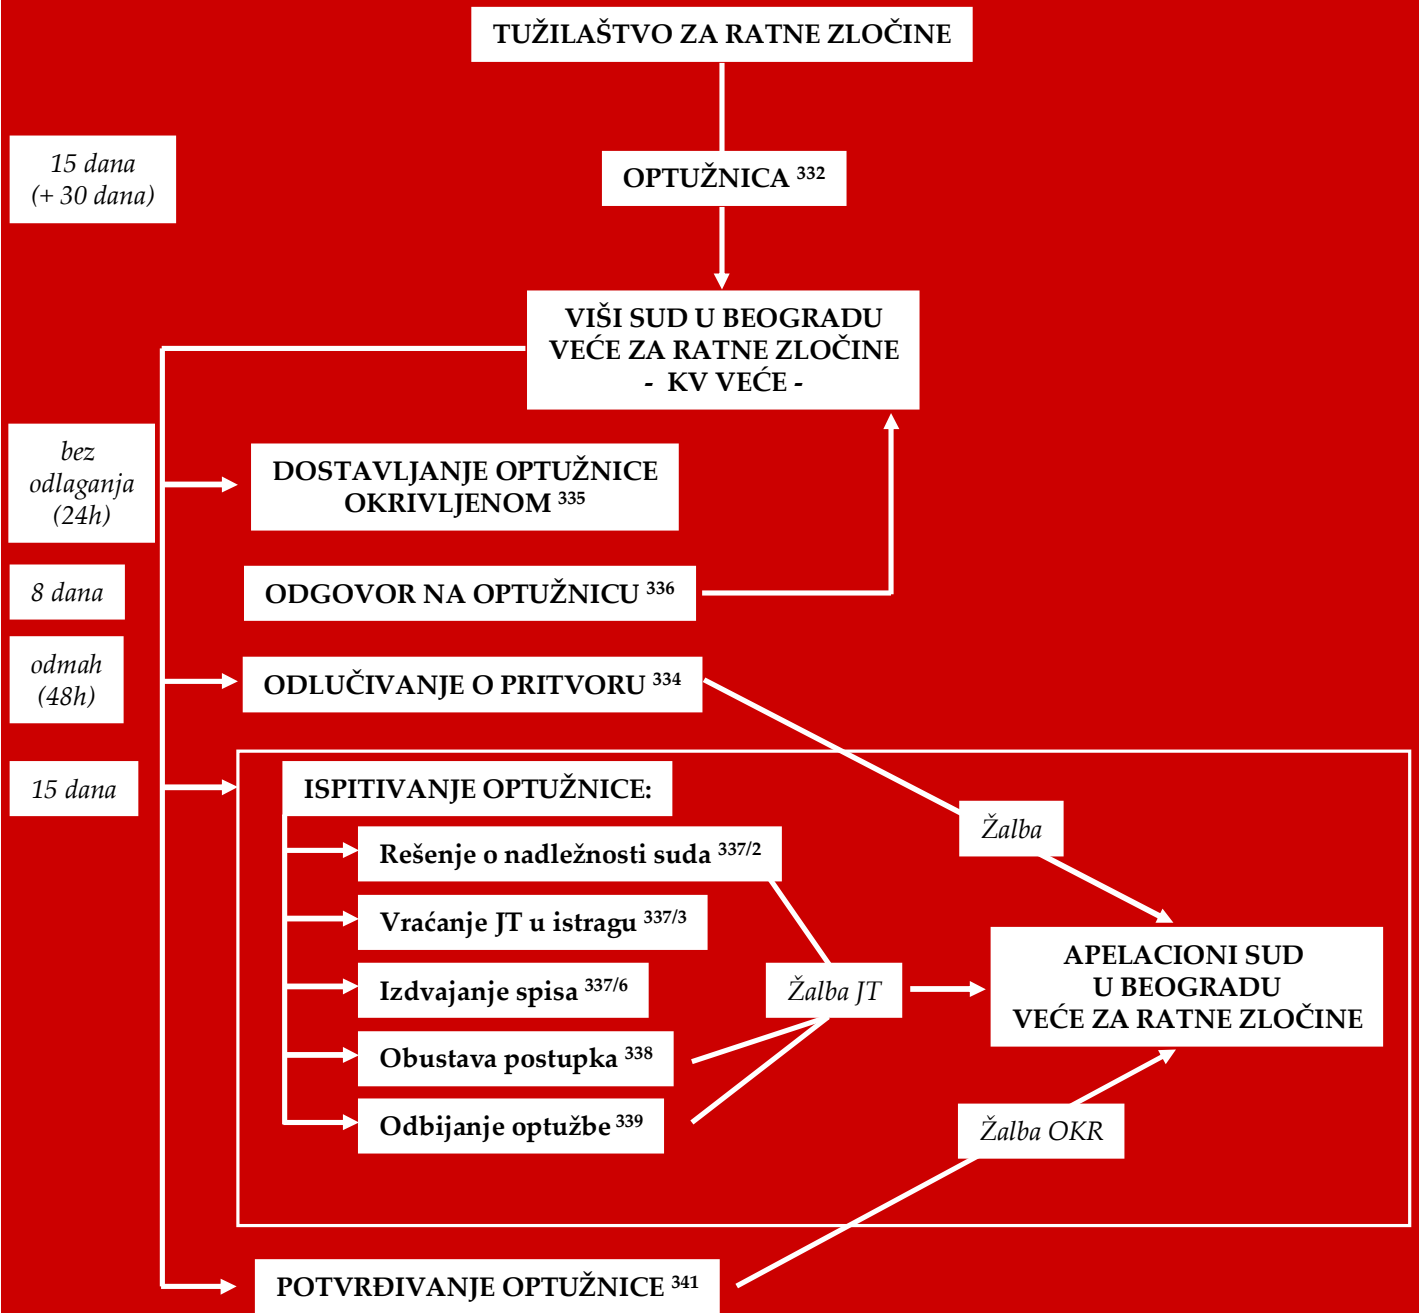 TUŽILAŠTVO ZA RATNE ZLOČINE
15 dana
(+ 30 dana)
OPTUŽNICA 332
VIŠI SUD U BEOGRADU
VEĆE ZA RATNE ZLOČINE
- KV VEĆE -
bez
odlaganja
(24h)
DOSTAVLJANJE OPTUŽNICE
OKRIVLJENOM 335
8 dana
ODGOVOR NA OPTUŽNICU 336
odmah
(48h)
ODLUČIVANJE O PRITVORU 334
15 dana
ISPITIVANJE OPTUŽNICE:
Žalba
Rešenje o nadležnosti suda 337/2
Vraćanje JT u istragu 337/3
Izdvajanje spisa 337/6
Žalba JT
APELACIONI SUD
U BEOGRADU
VEĆE ZA RATNE ZLOČINE
Obustava postupka 338
Odbijanje optužbe 339
Žalba OKR
POTVRĐIVANJE OPTUŽNICE 341